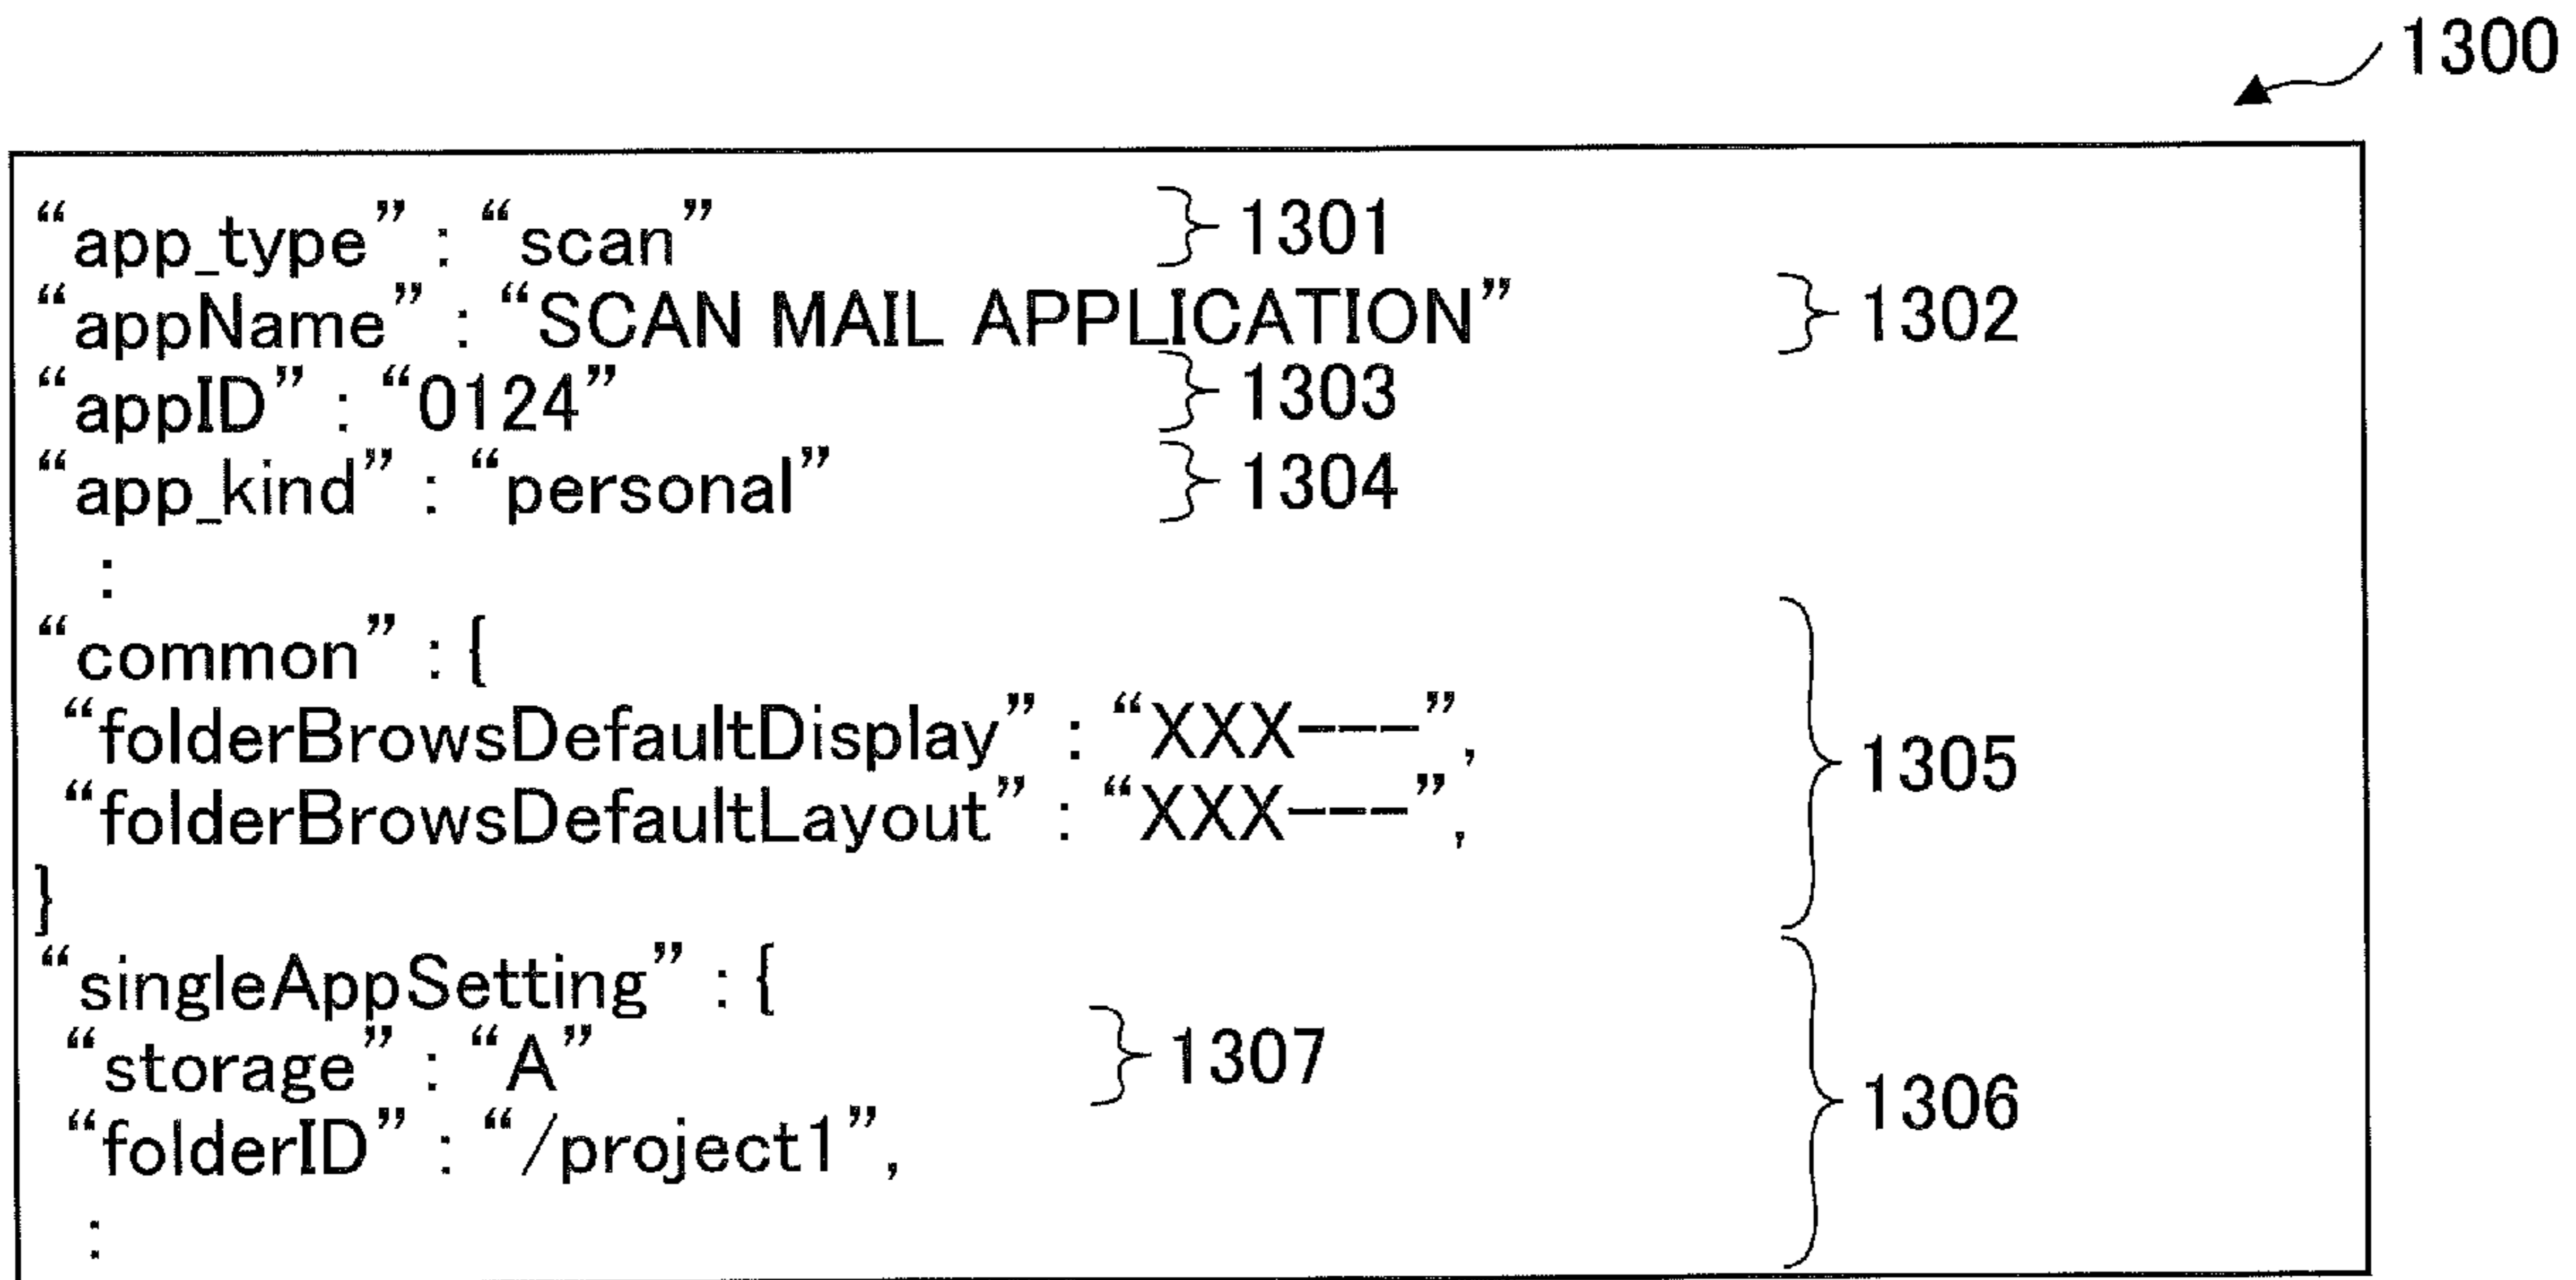 1300
“app_type” : “scan” 1301
“appName” : “SCAN MAIL APPLICATION” 1302
“appID” : “0124” 1303
“app_kind” : “personal” 1304
:
“common” : {
“folderBrowsDefaultDisplay” : “XXX---”, 1305
“folderBrowsDefaultLayout” : “XXX---”,
}
“singleAppSetting” : {
“storage” : “A” 1307
“folderID” : “/project1”, 1306
: